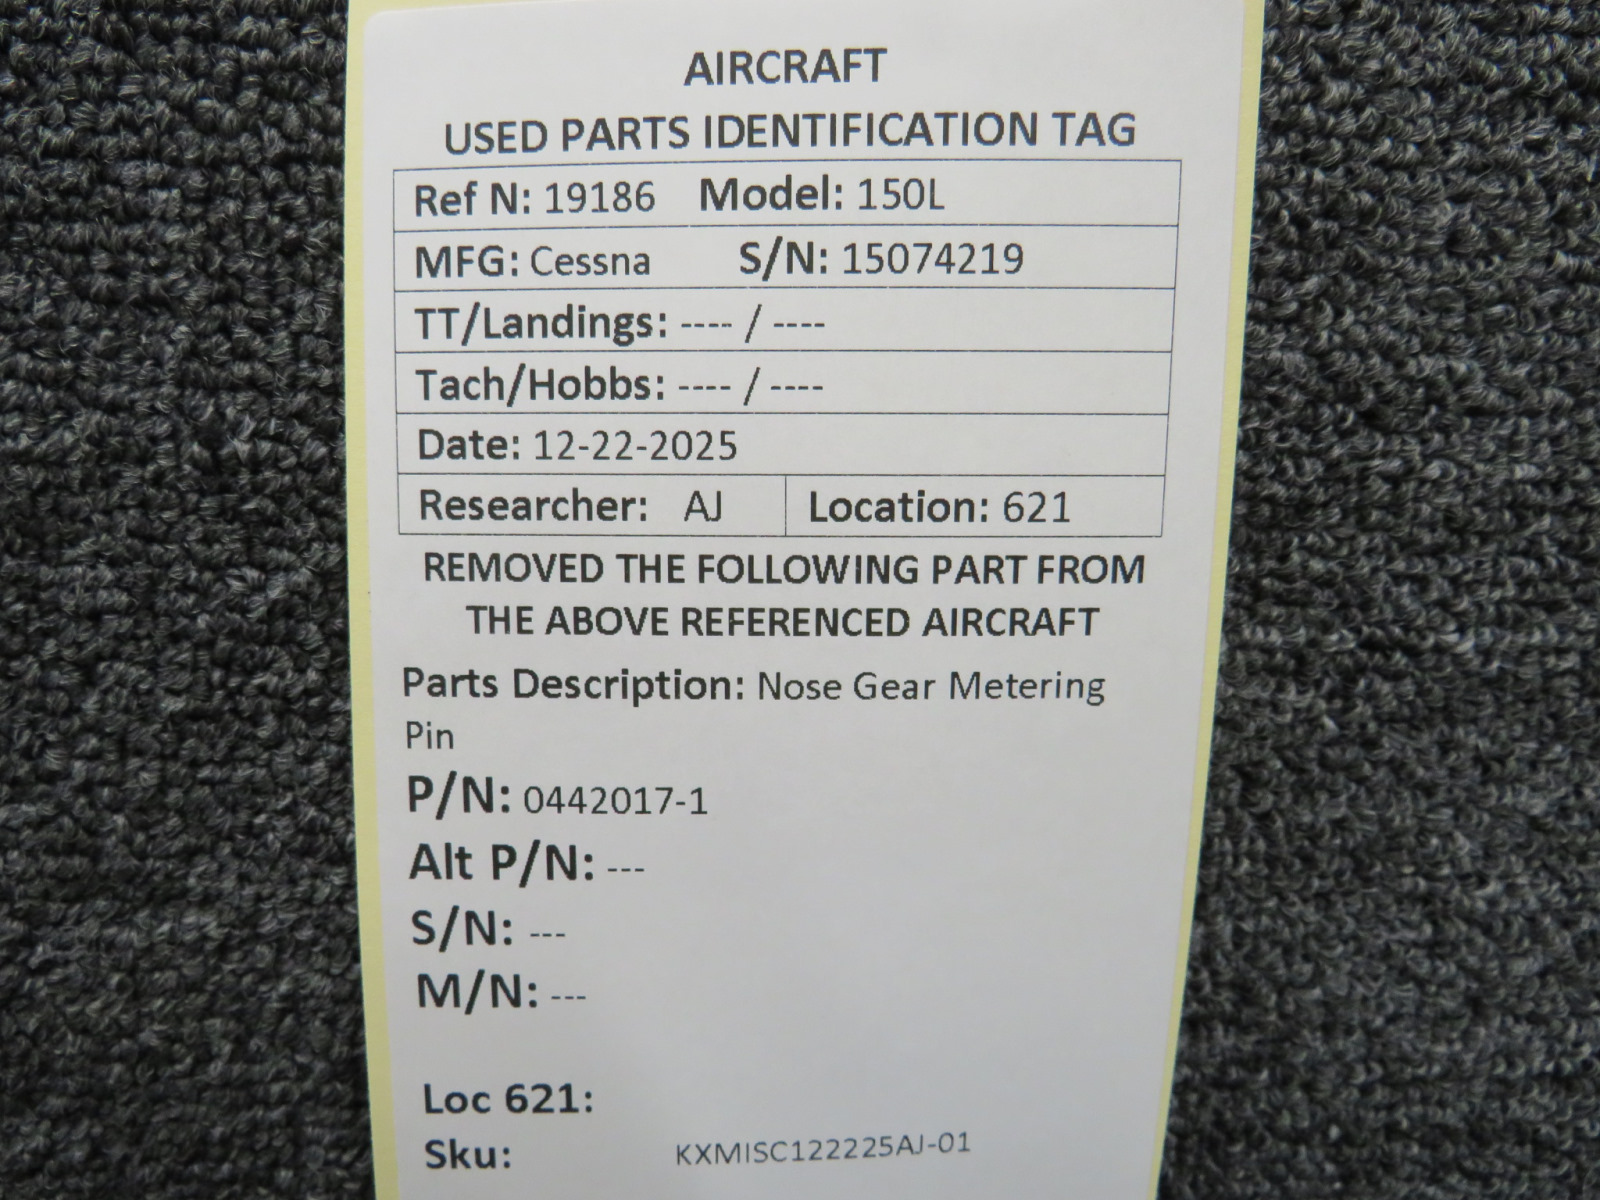 AIRCRAFT
USED PARTS IDENTIFICATION TAG
Ref N: 19186 Model: 150L
MFG: Cessna S/N: 15074219
TT/Landings: ---- / ----
Tach/Hobbs: ---- / ----
Date: 12-22-2025
Researcher: AJ Location: 621
REMOVED THE FOLLOWING PART FROM
THE ABOVE REFERENCED AIRCRAFT
Parts Description: Nose Gear Metering
Pin
P/N: 0442017-1
Alt P/N: ---
S/N: ---
M/N: ---
Loc 621:
Sku: KXMISC122225AJ-01